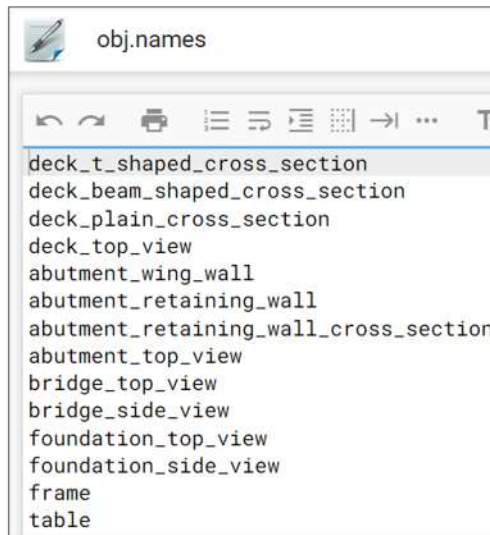 obj.names
T
deck_t_shaped_cross_section
deck_beam_shaped_cross_section
deck_plain_cross_section
deck_top_view
abutment_wing_wall
abutment_retaining_wall
abutment_retaining_wall_cross_section
abutment_top_view
bridge_top_view
bridge_side_view
foundation_top_view
foundation_side_view
frame
table